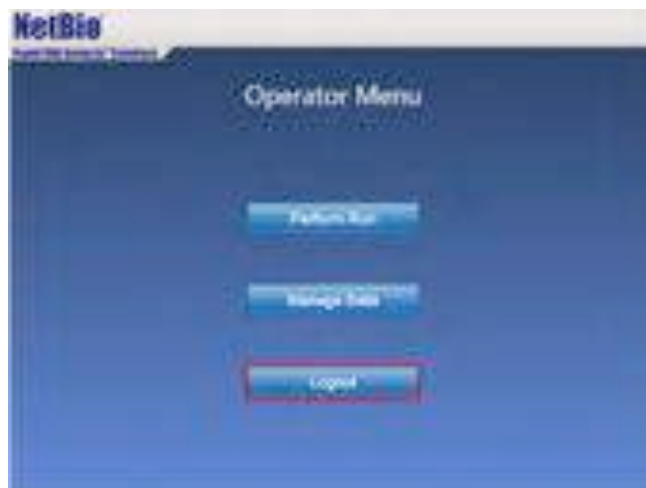 NetBio
Operator Menu
Perform Run
Manage Data
Logout